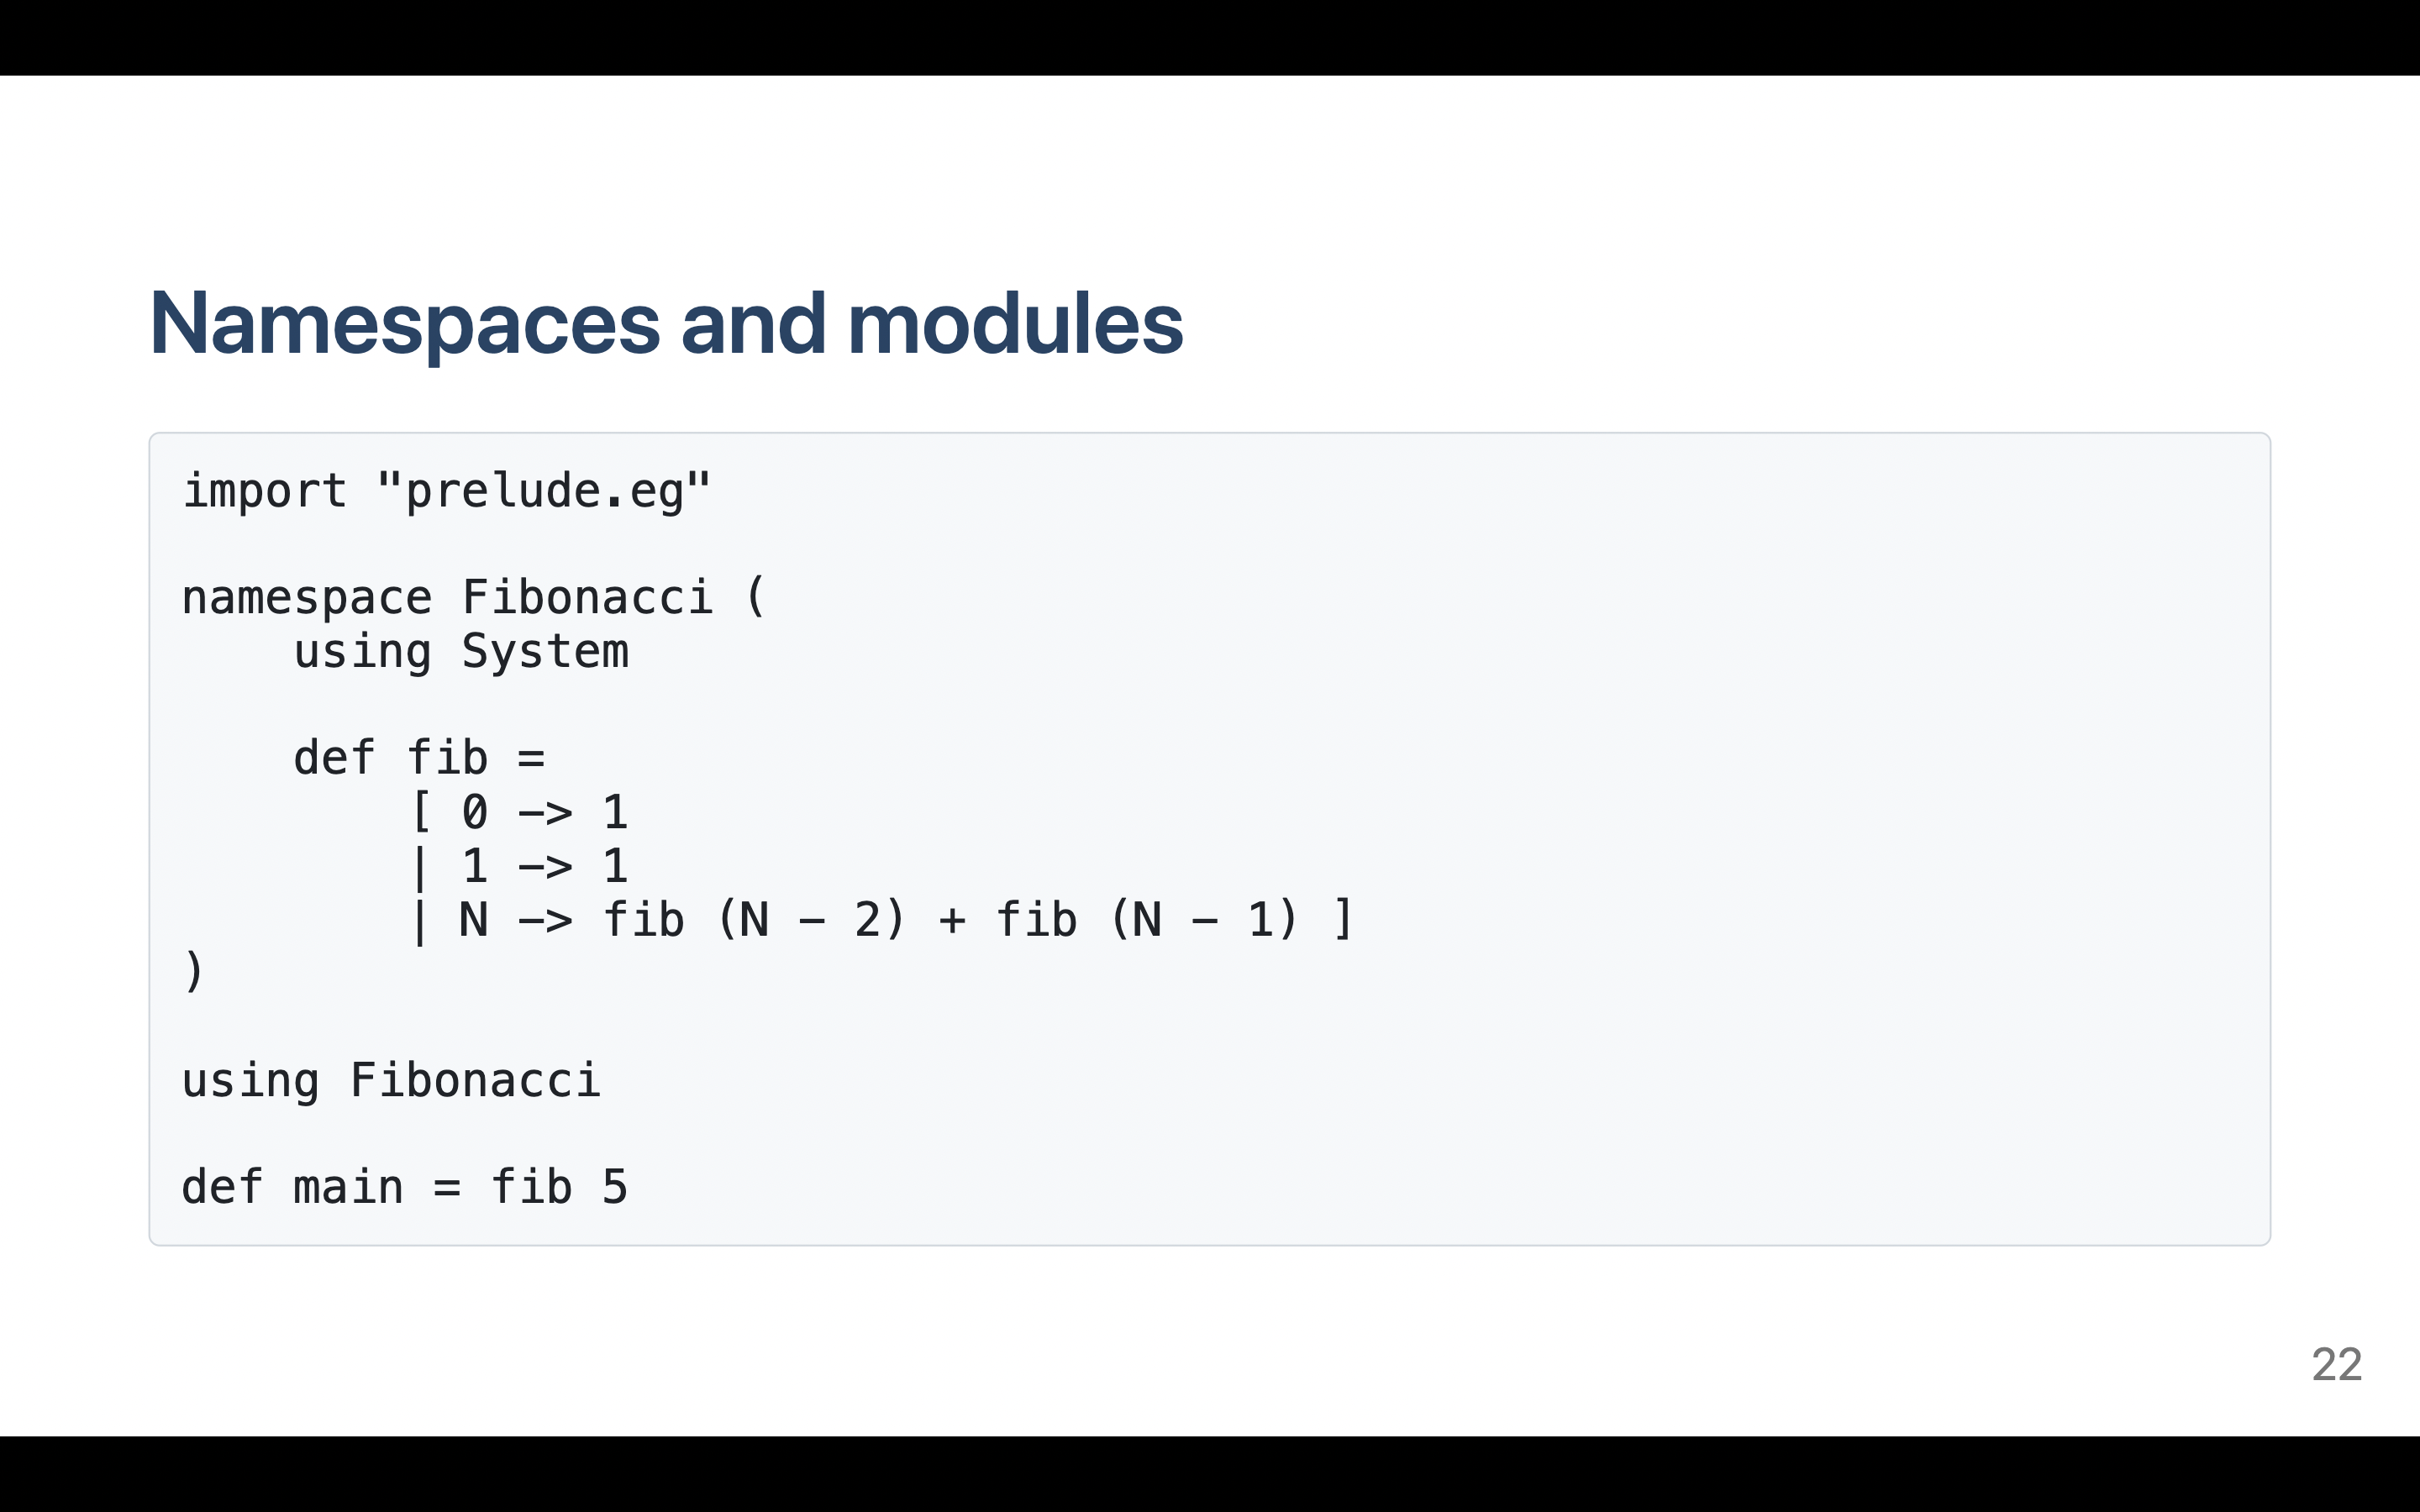 Namespaces and modules
import "prelude.eg"
namespace Fibonacci (
    using System
    def fib =
        [ 0 -> 1
        | 1 -> 1
        | N -> fib (N - 2) + fib (N - 1) ]
)
using Fibonacci
def main = fib 5
22